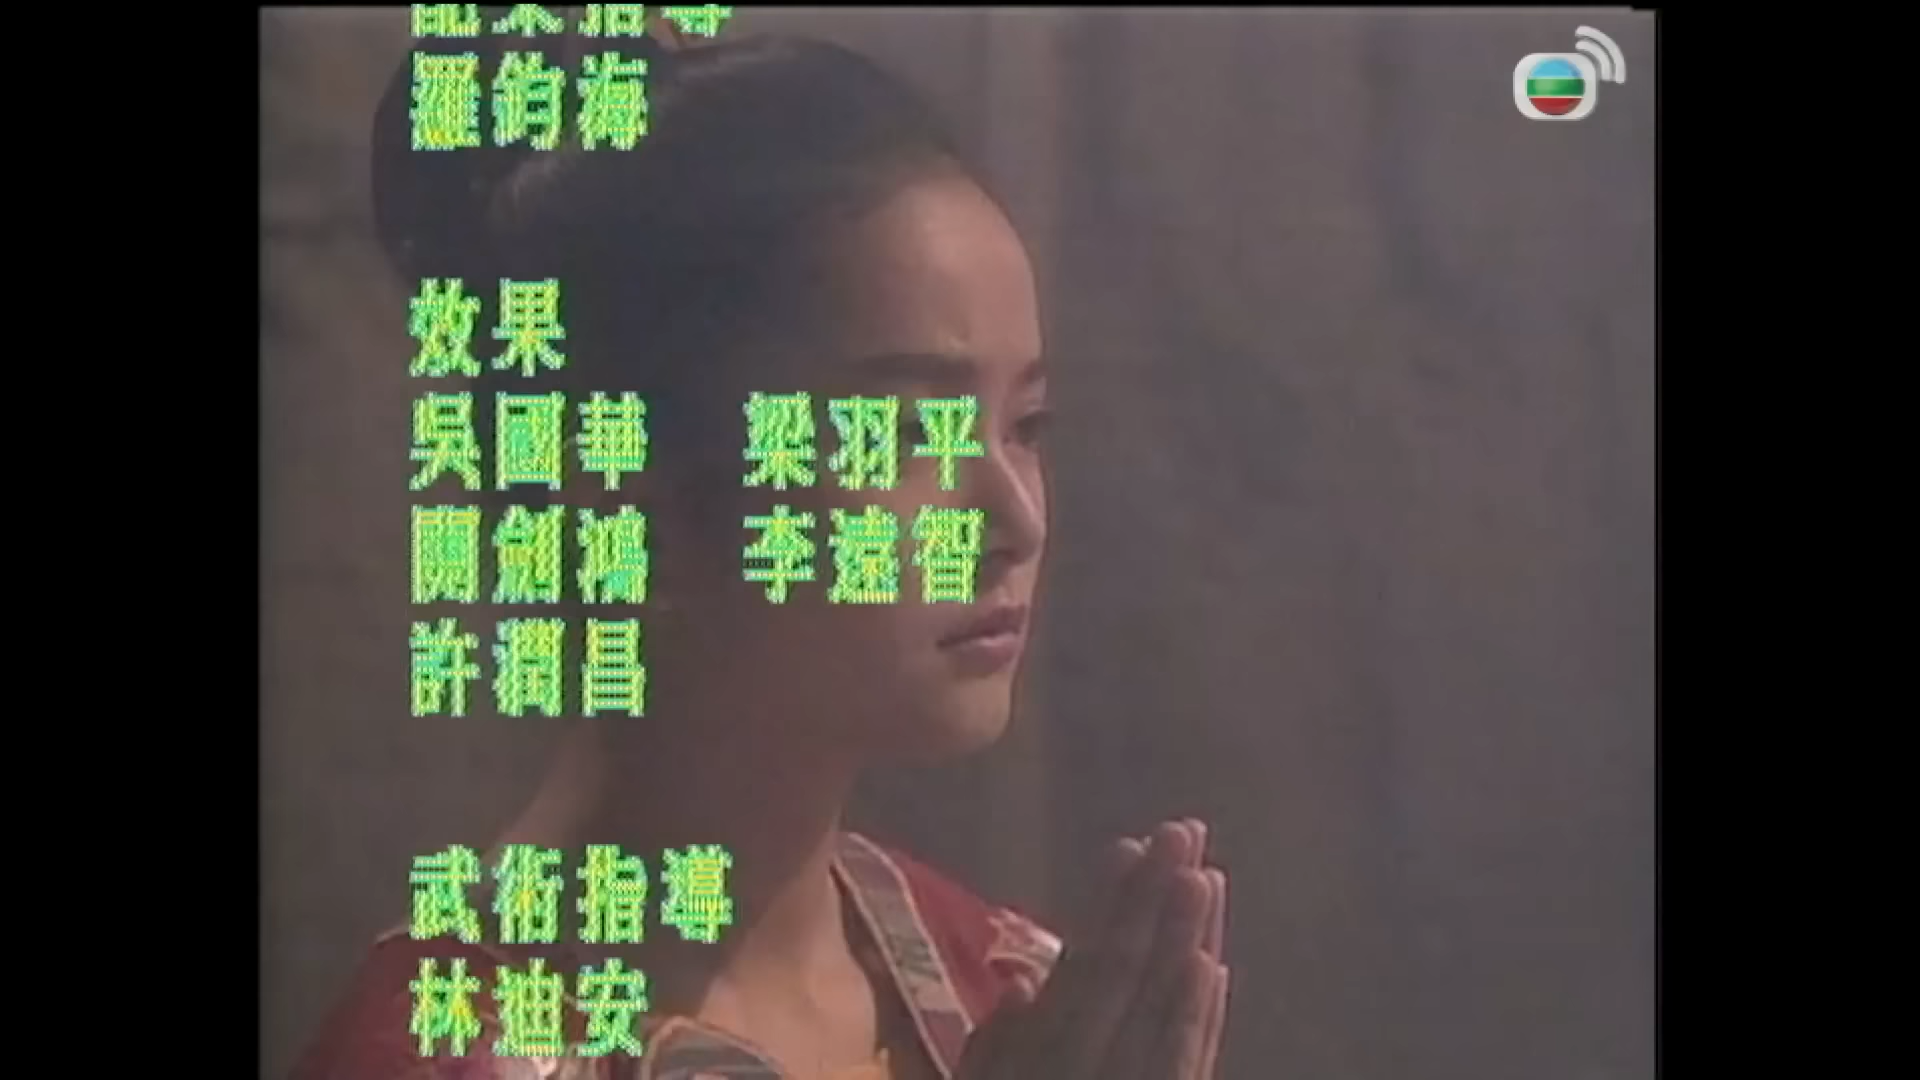 羅鈞海
效果
吳國華 梁羽平
關劍鴻 李遠智
許潤昌
武術指導
林迪安